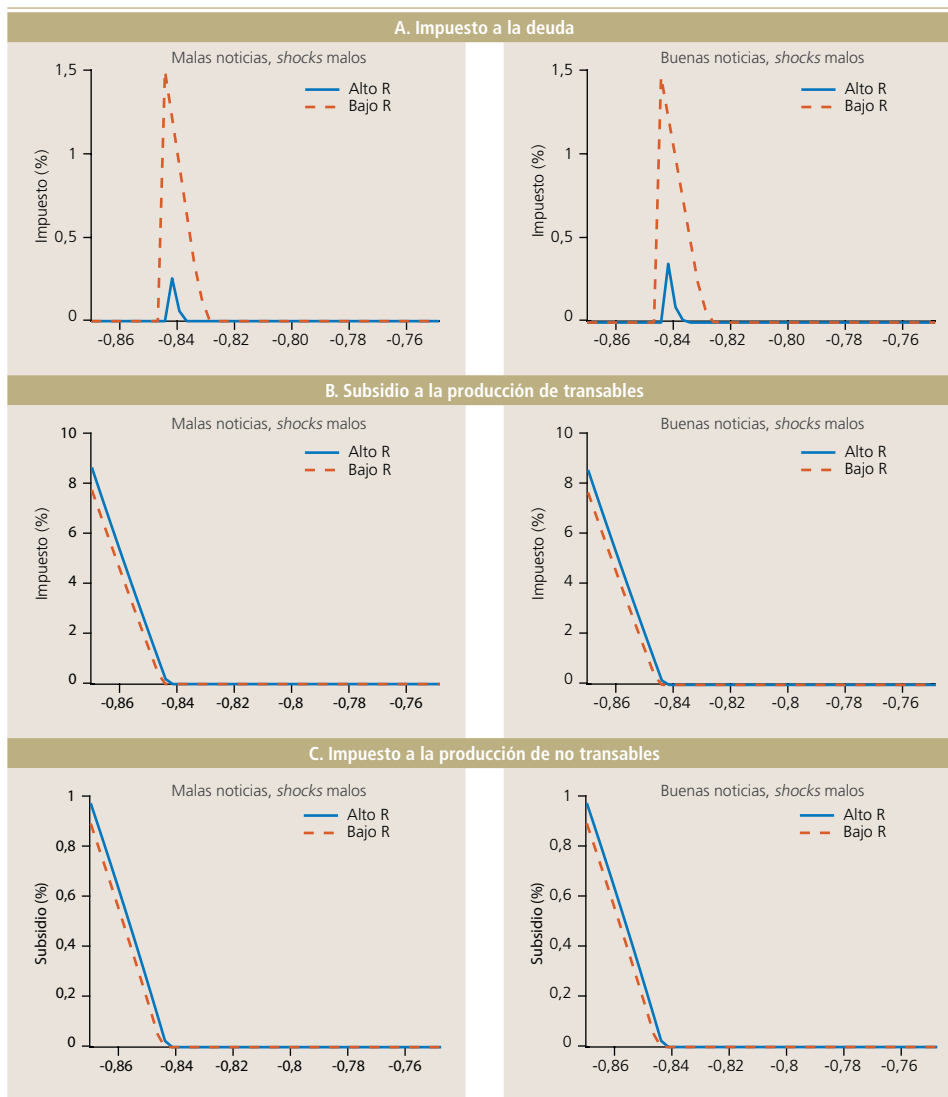 A. Impuesto a la deuda
Malas noticias, shocks malos
1,5
1
0,5
0
Impuesto (%)
Alto R
Bajo R
-0,86
-0,84
-0,82
-0,80
-0,78
-0,76
Buenas noticias, shocks malos
1,5
1
0,5
0
Impuesto (%)
Alto R
Bajo R
-0,86
-0,84
-0,82
-0,80
-0,78
-0,76
B. Subsidio a la producción de transables
Malas noticias, shocks malos
10
8
6
4
2
0
Impuesto (%)
Alto R
Bajo R
-0,86
-0,84
-0,82
-0,8
-0,78
-0,76
Buenas noticias, shocks malos
10
8
6
4
2
0
Impuesto (%)
Alto R
Bajo R
-0,86
-0,84
-0,82
-0,8
-0,78
-0,76
C. Impuesto a la producción de no transables
Malas noticias, shocks malos
1
0,8
0,6
0,4
0,2
0
Subsidio (%)
Alto R
Bajo R
-0,86
-0,84
-0,82
-0,8
-0,78
-0,76
Buenas noticias, shocks malos
1
0,8
0,6
0,4
0,2
0
Subsidio (%)
Alto R
Bajo R
-0,86
-0,84
-0,82
-0,8
-0,78
-0,76